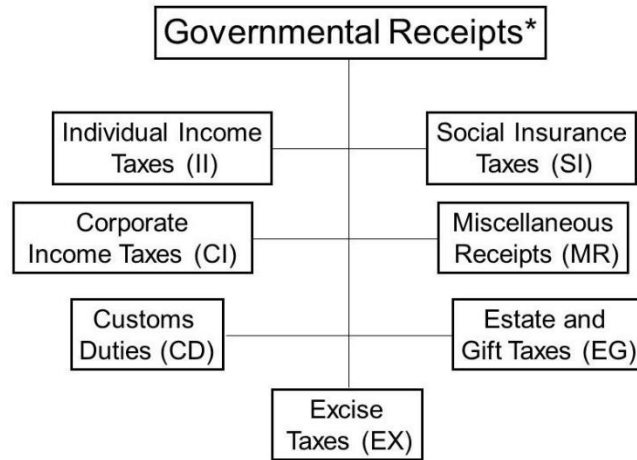 Governmental Receipts*
Individual Income
Taxes (II)
Social Insurance
Taxes (SI)
Corporate
Income Taxes (CI)
Miscellaneous
Receipts (MR)
Customs
Duties (CD)
Estate and
Gift Taxes (EG)
Excise
Taxes (EX)